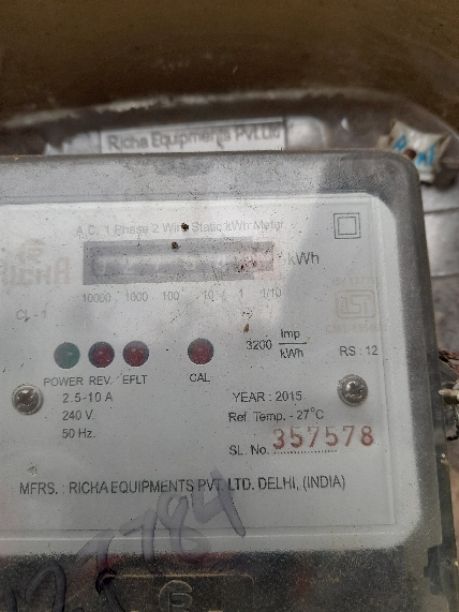 Richa Equipments PVt.Ltd
A.C. 1 Phase 2 Wire Static kWh Meter
RICHA
kWh
10000 1000 100 10 1 1/10
CL - 1
3200 Imp/kWh
RS : 12
POWER REV. EFLT CAL
2.5-10 A
240 V.
50 Hz.
YEAR : 2015
Ref. Temp. - 27°C
SL. No. 357578
MFRS. : RICHA EQUIPMENTS PVT. LTD. DELHI, (INDIA)